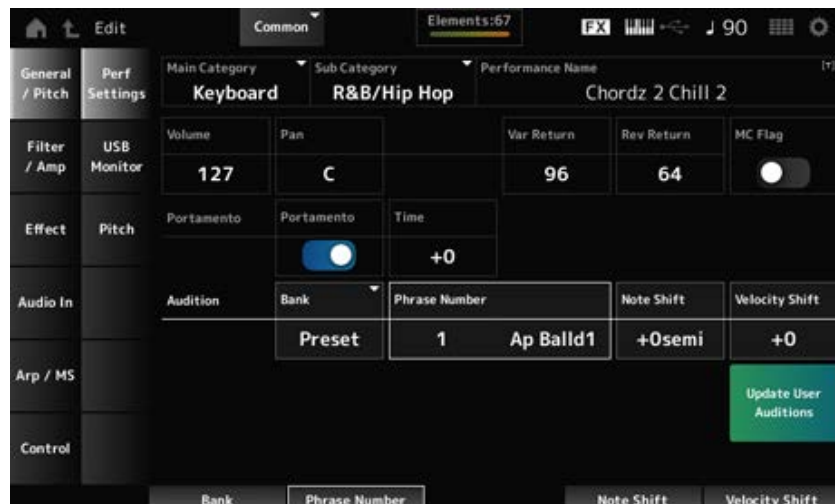 Edit Common Elements:67 FX 90
General / Pitch
Perf Settings
Main Category Sub Category Performance Name
Keyboard R&B/Hip Hop Chordz 2 Chill 2
Filter / Amp
USB Monitor
Volume Pan Var Return Rev Return MC Flag
127 C 96 64
Effect
Pitch
Portamento Portamento Time
+0
Audio In
Audition Bank Phrase Number Note Shift Velocity Shift
Preset 1 Ap Balld1 +0semi +0
Arp / MS
Update User
Auditions
Control
Bank Phrase Number Note Shift Velocity Shift